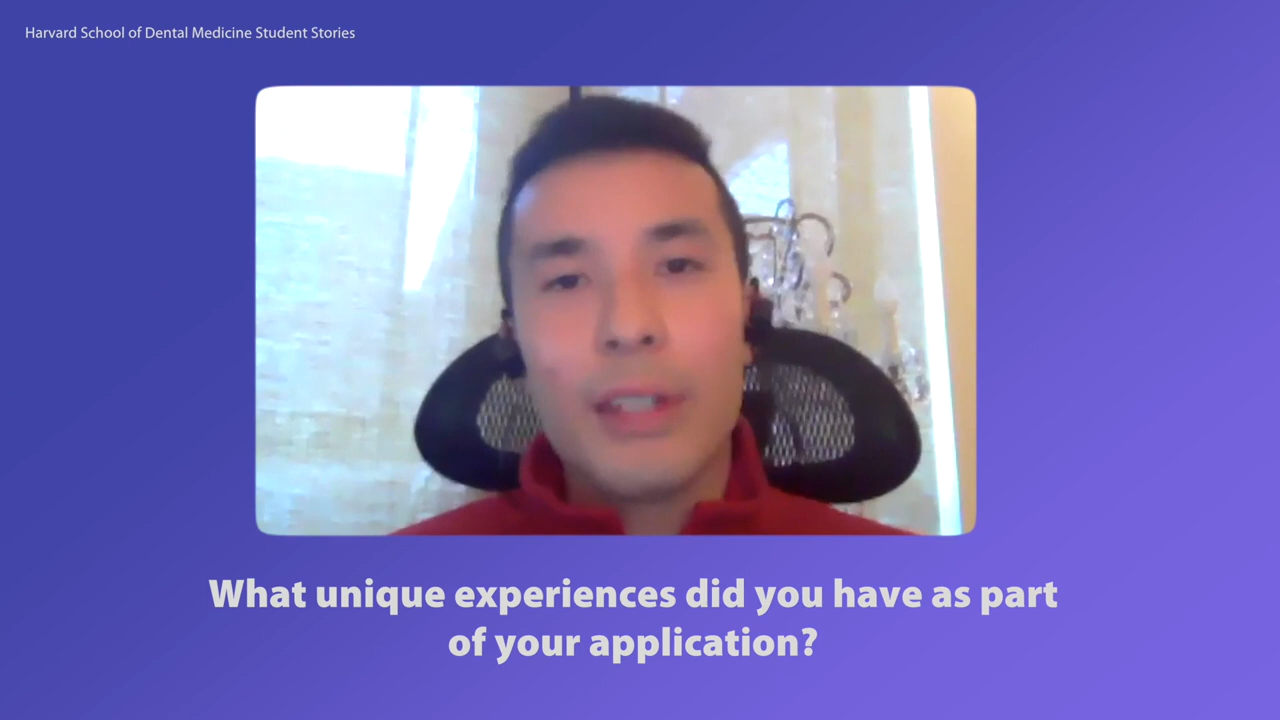 Harvard School of Dental Medicine Student Stories
What unique experiences did you have as part
of your application?